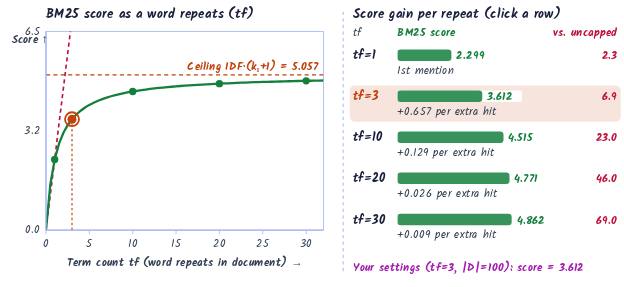 BM25 score as a word repeats (tf)
6.5
Score ↑
Ceiling IDF·(k₁+1) = 5.057
3.2
0.0
0 5 10 15 20 25 30
Term count tf (word repeats in document) →
Score gain per repeat (click a row)
tf BM25 score vs. uncapped
tf=1 2.299 2.3
1st mention
tf=3 3.612 6.9
+0.657 per extra hit
tf=10 4.515 23.0
+0.129 per extra hit
tf=20 4.771 46.0
+0.026 per extra hit
tf=30 4.862 69.0
+0.009 per extra hit
Your settings (tf=3, |D|=100): score = 3.612